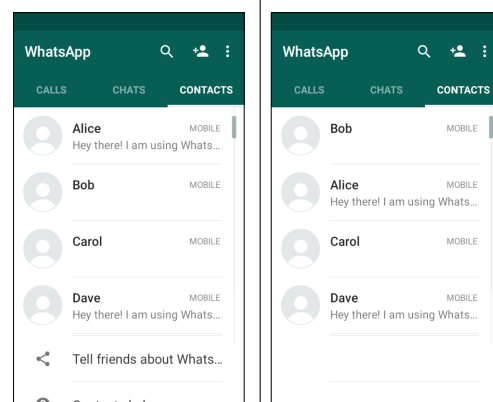 WhatsApp
CALLS CHATS CONTACTS
Alice MOBILE
Hey there! I am using Whats...
Bob MOBILE
Carol MOBILE
Dave MOBILE
Hey there! I am using Whats...
Tell friends about Whats...
WhatsApp
CALLS CHATS CONTACTS
Bob MOBILE
Alice MOBILE
Hey there! I am using Whats...
Carol MOBILE
Dave MOBILE
Hey there! I am using Whats...